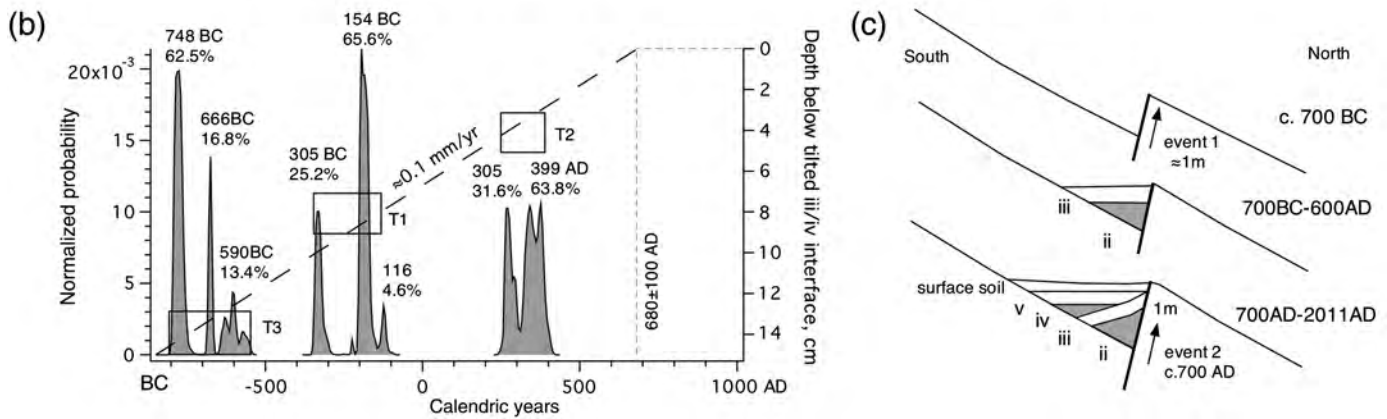 (b)
748 BC
62.5%
666BC
16.8%
590BC
13.4%
305 BC
25.2%
154 BC
65.6%
116
4.6%
305
31.6%
399 AD
63.8%
T3
T1
T2
≈0.1 mm/yr
680±100 AD
Normalized probability
20x10-3
15
10
5
0
BC
-500
0
500
1000 AD
Calendric years
0
2
4
6
8
10
12
14
Depth below tilted iii/iv interface, cm
(c)
South
North
c. 700 BC
event 1
≈1m
700BC-600AD
iii
ii
surface soil
1m
700AD-2011AD
v
iv
iii
ii
event 2
c.700 AD